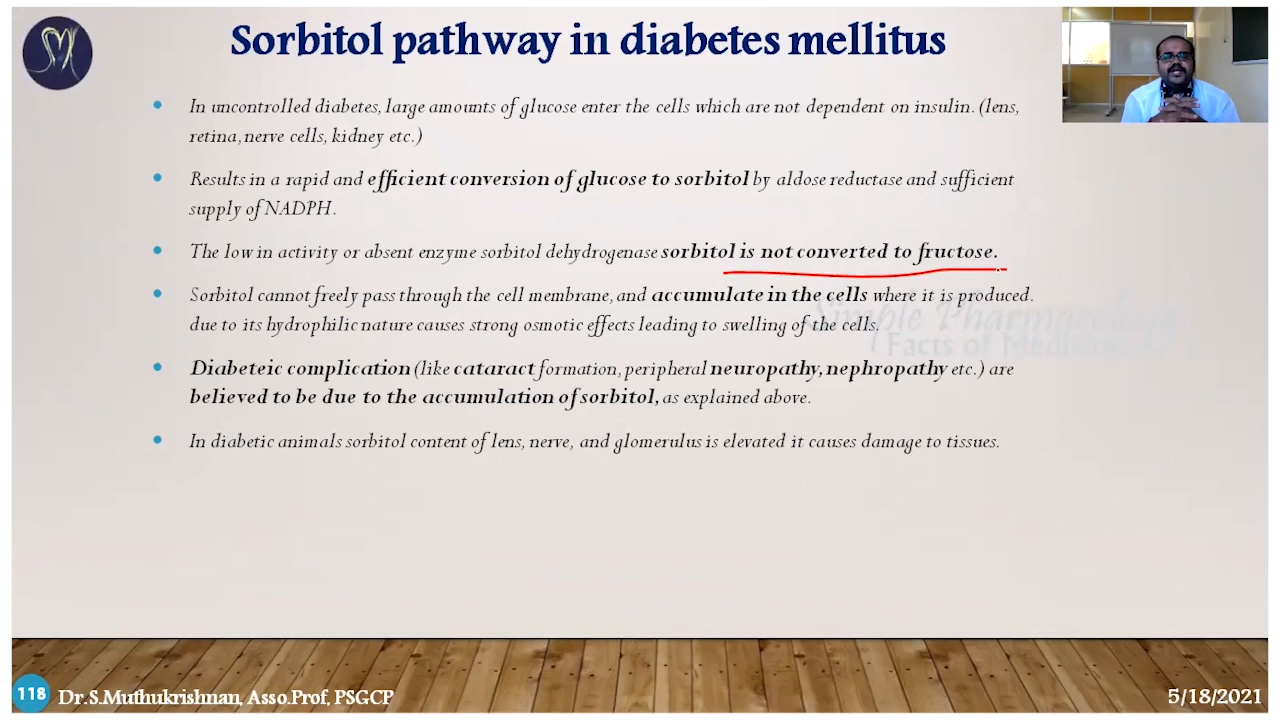 Sorbitol pathway in diabetes mellitus
In uncontrolled diabetes, large amounts of glucose enter the cells which are not dependent on insulin. (lens,
retina, nerve cells, kidney etc.)
Results in a rapid and efficient conversion of glucose to sorbitol by aldose reductase and sufficient
supply of NADPH.
The low in activity or absent enzyme sorbitol dehydrogenase sorbitol is not converted to fructose.
Sorbitol cannot freely pass through the cell membrane, and accumulate in the cells where it is produced.
due to its hydrophilic nature causes strong osmotic effects leading to swelling of the cells.
Simple Pharmacology
Facts of Medicine
Diabeteic complication (like cataract formation, peripheral neuropathy, nephropathy etc.) are
believed to be due to the accumulation of sorbitol, as explained above.
In diabetic animals sorbitol content of lens, nerve, and glomerulus is elevated it causes damage to tissues.
118 Dr.S.Muthukrishnan, Asso.Prof, PSGCP
5/18/2021